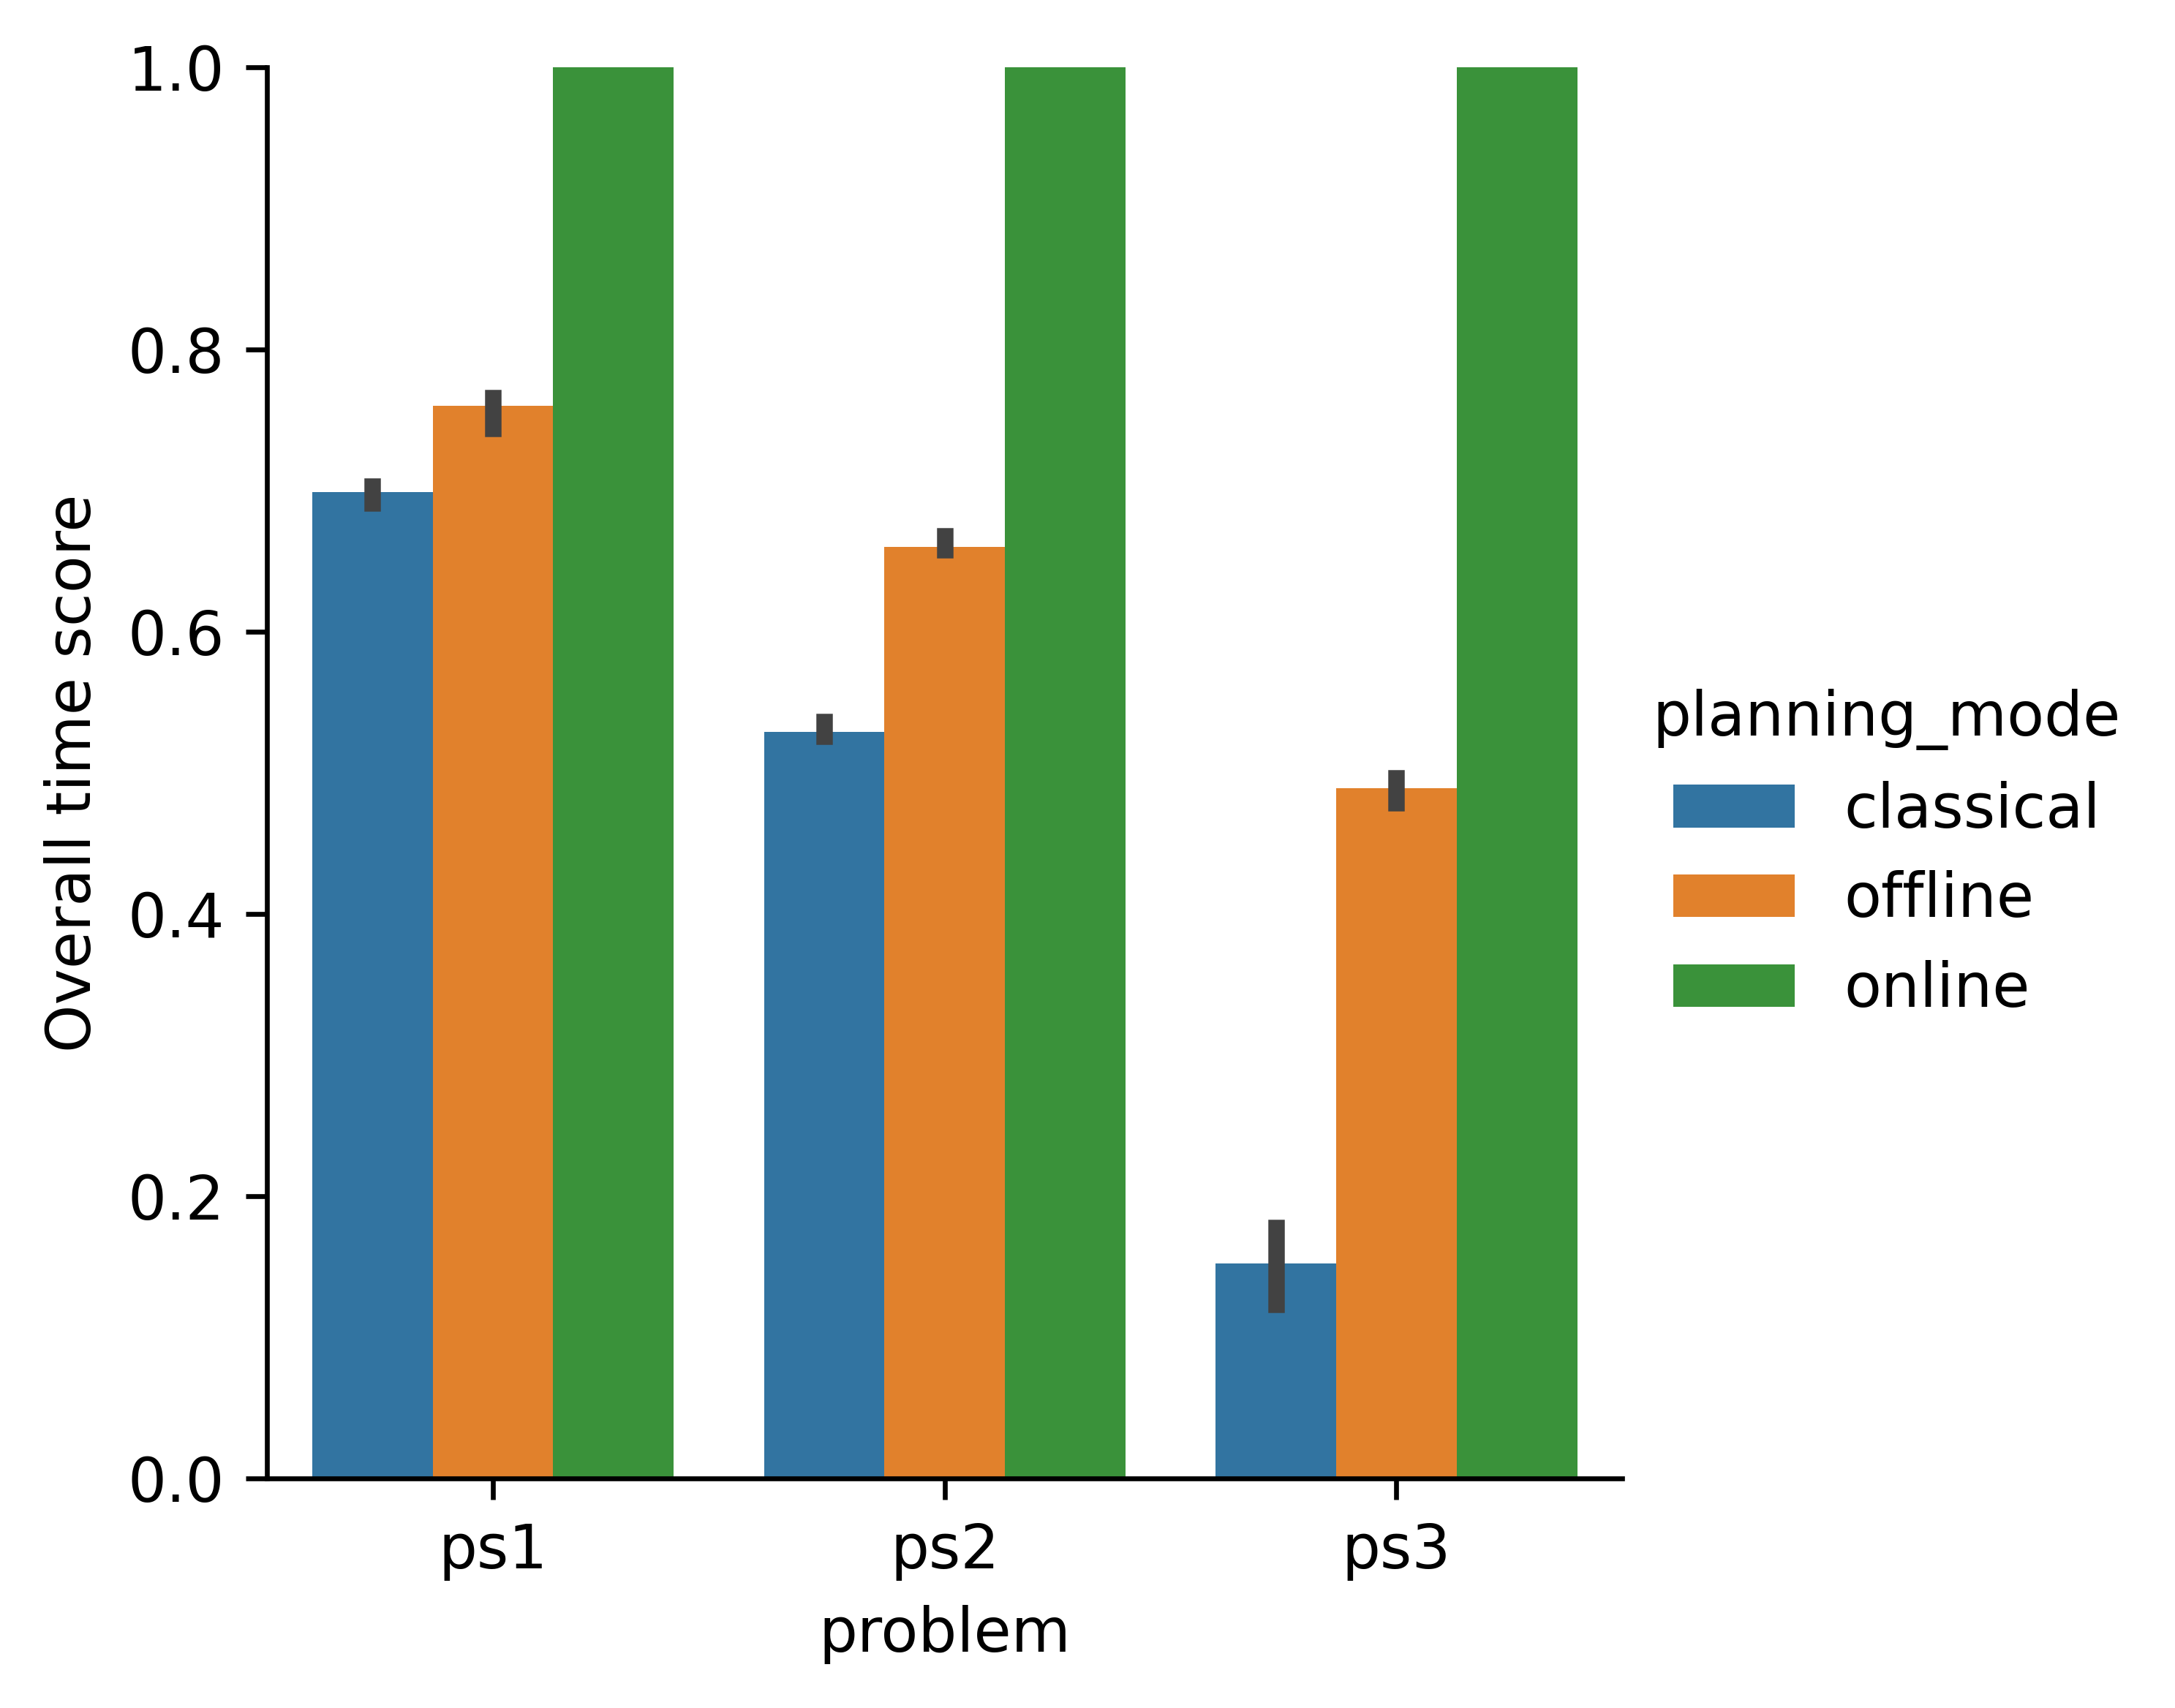 Overall time score
1.0
0.8
0.6
0.4
0.2
0.0
ps1 ps2 ps3
problem
planning_mode
classical
offline
online